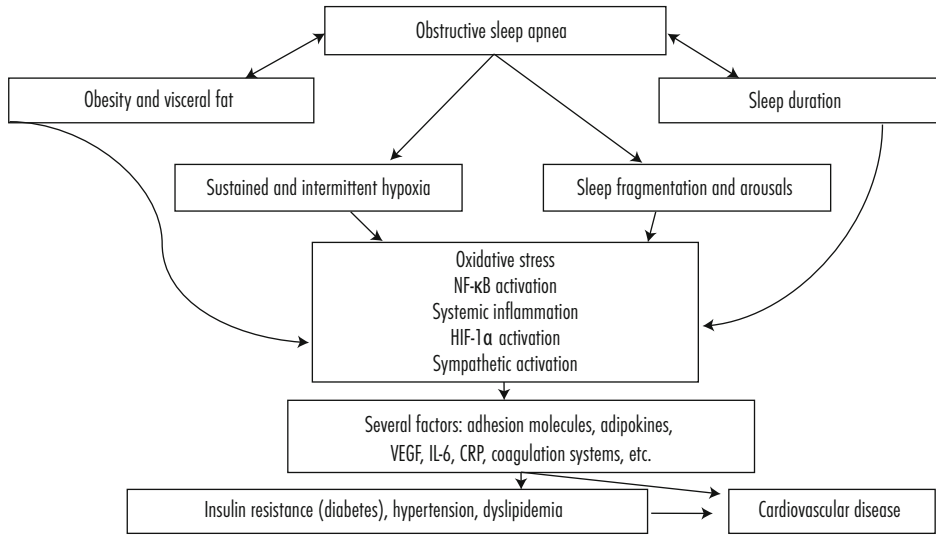 Obstructive sleep apnea
Obesity and visceral fat
Sleep duration
Sustained and intermittent hypoxia
Sleep fragmentation and arousals
Oxidative stress
NF-κB activation
Systemic inflammation
HIF-1α activation
Sympathetic activation
Several factors: adhesion molecules, adipokines,
VEGF, IL-6, CRP, coagulation systems, etc.
Insulin resistance (diabetes), hypertension, dyslipidemia
Cardiovascular disease